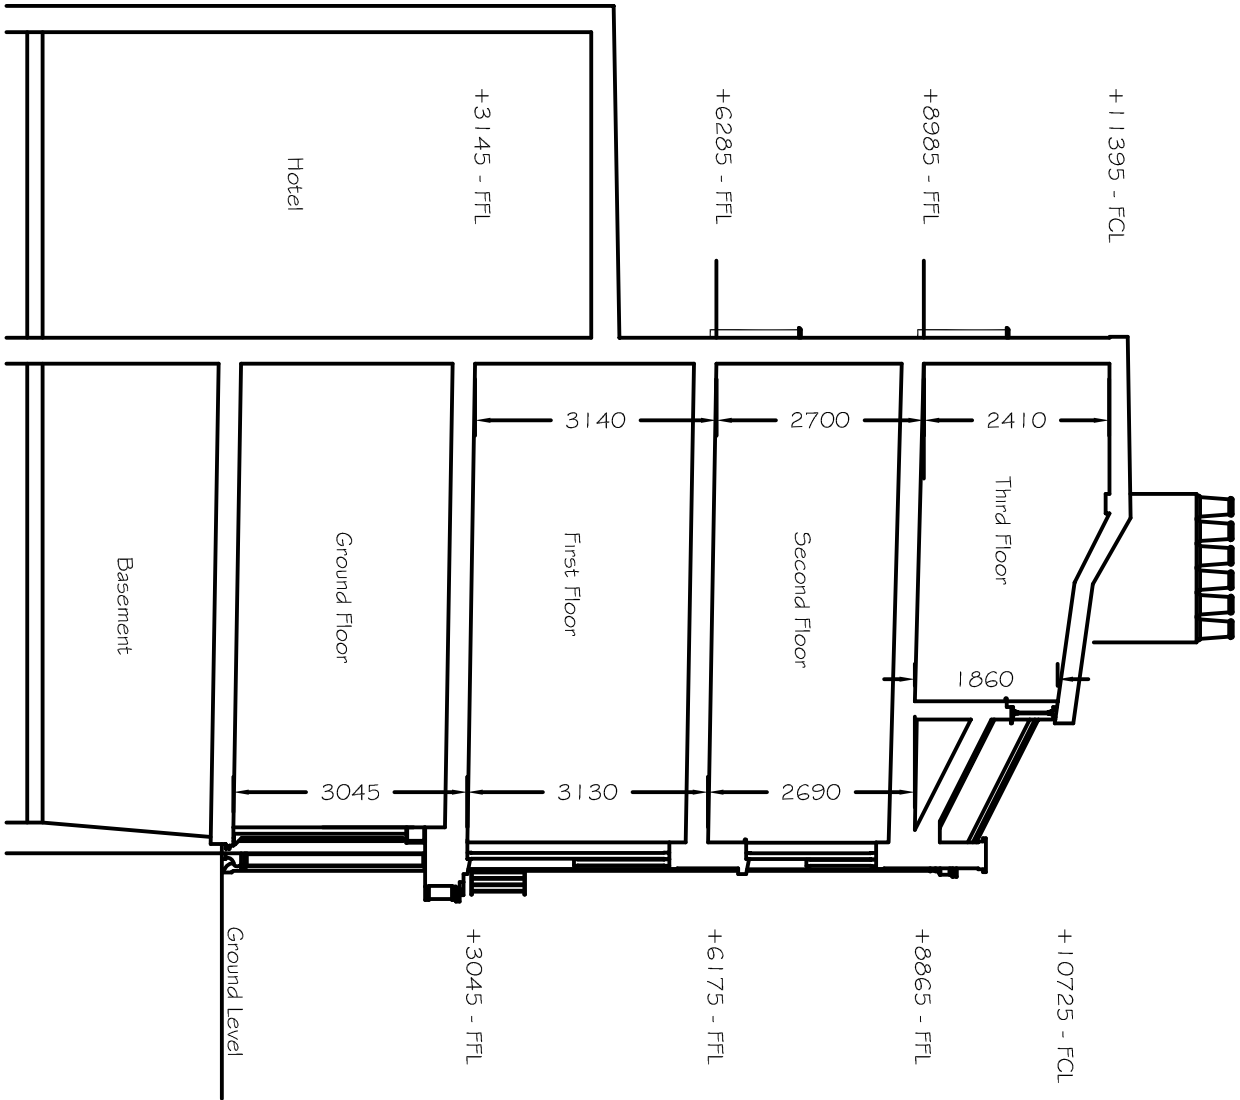 +11395 - FCL
+8985 - FFL
+6285 - FFL
+3145 - FFL
Hotel
2410
2700
3140
Third Floor
Second Floor
First Floor
Ground Floor
Basement
1860
2690
3130
3045
+10725 - FCL
+8865 - FFL
+6175 - FFL
+3045 - FFL
Ground Level